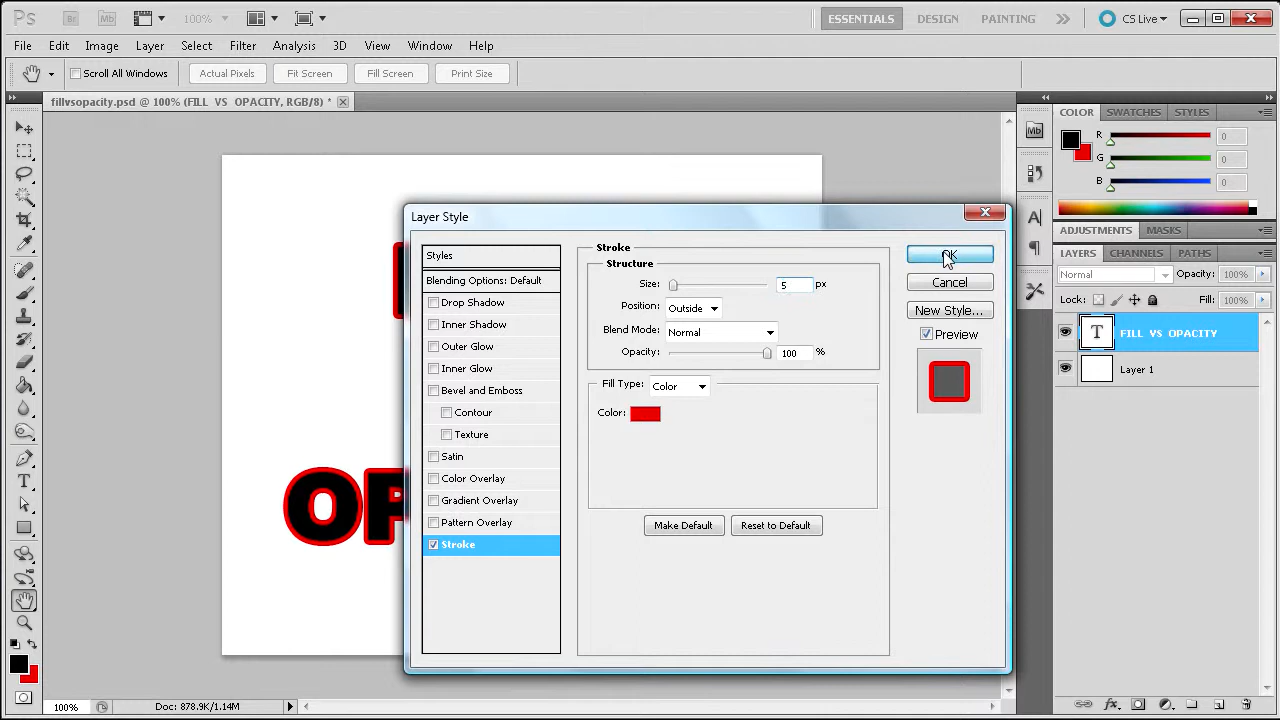 Ps Br Mb 100% ESSENTIALS DESIGN PAINTING CS Live
File Edit Image Layer Select Filter Analysis 3D View Window Help
Scroll All Windows Actual Pixels Fit Screen Fill Screen Print Size
fillvsopacity.psd @ 100% (FILL VS OPACITY, RGB/8) *
COLOR SWATCHES STYLES
R 0
G 0
B 0
Mb
ADJUSTMENTS MASKS
LAYERS CHANNELS PATHS
Normal Opacity: 100%
Lock: Fill: 100%
T FILL VS OPACITY
Layer 1
OP
Layer Style
Styles
Blending Options: Default
Drop Shadow
Inner Shadow
Outer Glow
Inner Glow
Bevel and Emboss
Contour
Texture
Satin
Color Overlay
Gradient Overlay
Pattern Overlay
Stroke
Stroke
Structure
Size: 5 px
Position: Outside
Blend Mode: Normal
Opacity: 100 %
Fill Type: Color
Color:
Make Default Reset to Default
OK
Cancel
New Style...
Preview
100% Doc: 878.9K/1.14M